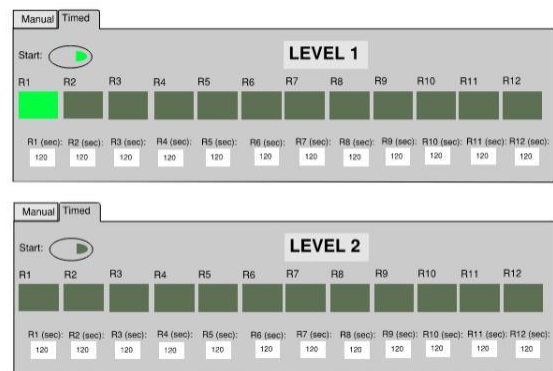 Manual Timed
Start: LEVEL 1
R1 R2 R3 R4 R5 R6 R7 R8 R9 R10 R11 R12
R1 (sec): R2 (sec): R3 (sec): R4 (sec): R5 (sec): R6 (sec): R7 (sec): R8 (sec): R9 (sec): R10 (sec): R11 (sec): R12 (sec):
120 120 120 120 120 120 120 120 120 120 120 120
Manual Timed
Start: LEVEL 2
R1 R2 R3 R4 R5 R6 R7 R8 R9 R10 R11 R12
R1 (sec): R2 (sec): R3 (sec): R4 (sec): R5 (sec): R6 (sec): R7 (sec): R8 (sec): R9 (sec): R10 (sec): R11 (sec): R12 (sec):
120 120 120 120 120 120 120 120 120 120 120 120